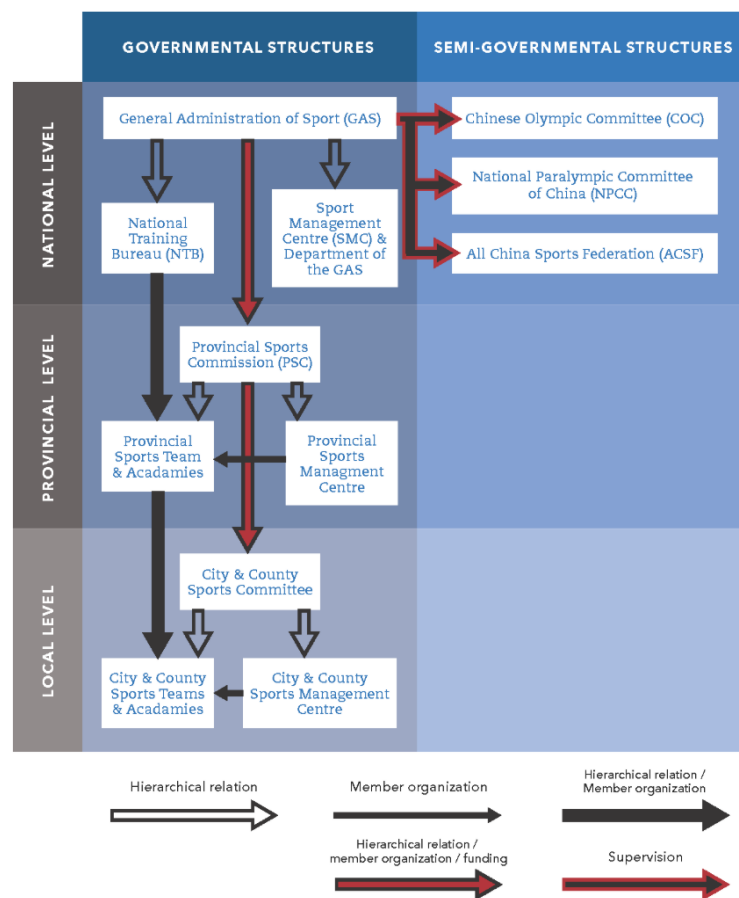 GOVERNMENTAL STRUCTURES
SEMI-GOVERNMENTAL STRUCTURES
NATIONAL LEVEL
General Administration of Sport (GAS)
Chinese Olympic Committee (COC)
National Paralympic Committee
of China (NPCC)
National
Training
Bureau (NTB)
Sport
Management
Centre (SMC) &
Department of
the GAS
All China Sports Federation (ACSF)
PROVINCIAL LEVEL
Provincial Sports
Commission (PSC)
Provincial
Sports Team
& Acadamies
Provincial
Sports
Managment
Centre
LOCAL LEVEL
City & County
Sports Committee
City & County
Sports Teams
& Acadamies
City & County
Sports Management
Centre
Hierarchical relation
Member organization
Hierarchical relation /
Member organization
Hierarchical relation /
member organization / funding
Supervision